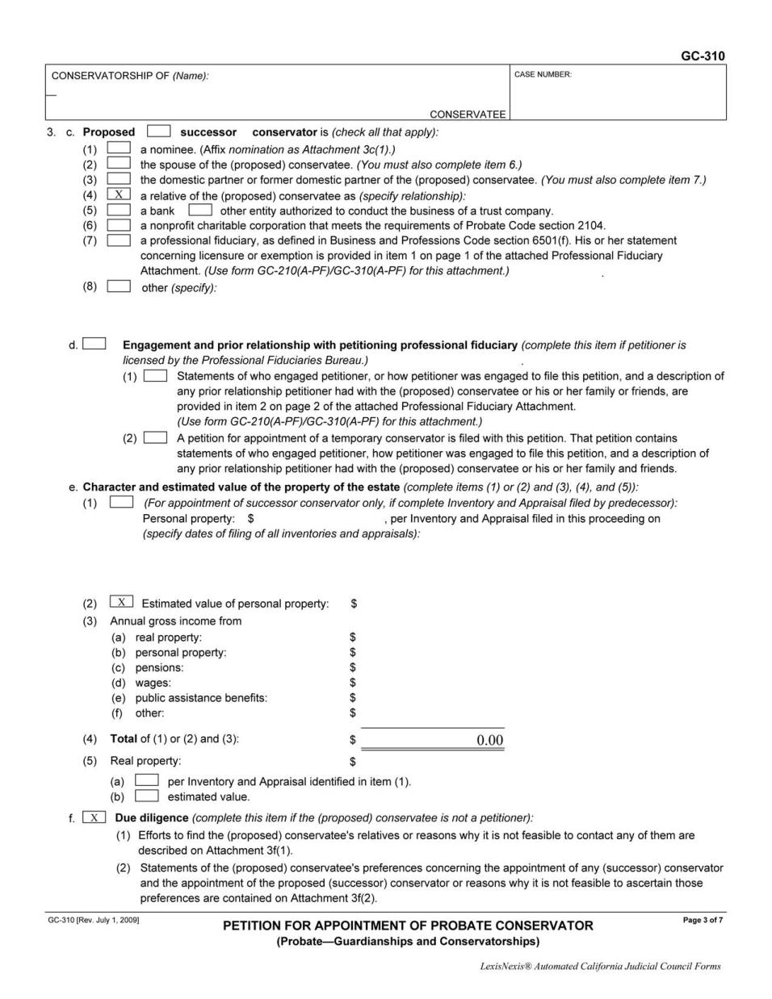 GC-310
CONSERVATORSHIP OF (Name):
CASE NUMBER:
CONSERVATEE
3. c. Proposed successor conservator is (check all that apply):
(1) a nominee. (Affix nomination as Attachment 3c(1).)
(2) the spouse of the (proposed) conservatee. (You must also complete item 6.)
(3) the domestic partner or former domestic partner of the (proposed) conservatee. (You must also complete item 7.)
(4) X a relative of the (proposed) conservatee as (specify relationship):
(5) a bank other entity authorized to conduct the business of a trust company.
(6) a nonprofit charitable corporation that meets the requirements of Probate Code section 2104.
(7) a professional fiduciary, as defined in Business and Professions Code section 6501(f). His or her statement
concerning licensure or exemption is provided in item 1 on page 1 of the attached Professional Fiduciary
Attachment. (Use form GC-210(A-PF)/GC-310(A-PF) for this attachment.)
(8) other (specify):
d. Engagement and prior relationship with petitioning professional fiduciary (complete this item if petitioner is
licensed by the Professional Fiduciaries Bureau.)
(1) Statements of who engaged petitioner, or how petitioner was engaged to file this petition, and a description of
any prior relationship petitioner had with the (proposed) conservatee or his or her family or friends, are
provided in item 2 on page 2 of the attached Professional Fiduciary Attachment.
(Use form GC-210(A-PF)/GC-310(A-PF) for this attachment.)
(2) A petition for appointment of a temporary conservator is filed with this petition. That petition contains
statements of who engaged petitioner, how petitioner was engaged to file this petition, and a description of
any prior relationship petitioner had with the (proposed) conservatee or his or her family and friends.
e. Character and estimated value of the property of the estate (complete items (1) or (2) and (3), (4), and (5)):
(1) (For appointment of successor conservator only, if complete Inventory and Appraisal filed by predecessor):
Personal property: $ , per Inventory and Appraisal filed in this proceeding on
(specify dates of filing of all inventories and appraisals):
(2) X Estimated value of personal property: $
(3) Annual gross income from
(a) real property: $
(b) personal property: $
(c) pensions: $
(d) wages: $
(e) public assistance benefits: $
(f) other: $
(4) Total of (1) or (2) and (3): $ 0.00
(5) Real property: $
(a) per Inventory and Appraisal identified in item (1).
(b) estimated value.
f. X Due diligence (complete this item if the (proposed) conservatee is not a petitioner):
(1) Efforts to find the (proposed) conservatee's relatives or reasons why it is not feasible to contact any of them are
described on Attachment 3f(1).
(2) Statements of the (proposed) conservatee's preferences concerning the appointment of any (successor) conservator
and the appointment of the proposed (successor) conservator or reasons why it is not feasible to ascertain those
preferences are contained on Attachment 3f(2).
GC-310 [Rev. July 1, 2009]
PETITION FOR APPOINTMENT OF PROBATE CONSERVATOR
Page 3 of 7
(Probate—Guardianships and Conservatorships)
LexisNexis® Automated California Judicial Council Forms